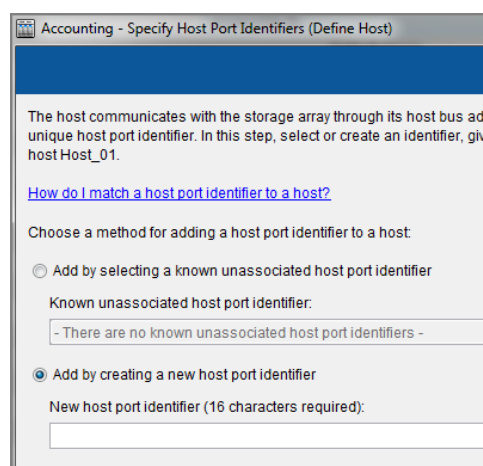 Accounting - Specify Host Port Identifiers (Define Host)
The host communicates with the storage array through its host bus ad
unique host port identifier. In this step, select or create an identifier, giv
host Host_01.
How do I match a host port identifier to a host?
Choose a method for adding a host port identifier to a host:
Add by selecting a known unassociated host port identifier
Known unassociated host port identifier:
- There are no known unassociated host port identifiers -
Add by creating a new host port identifier
New host port identifier (16 characters required):